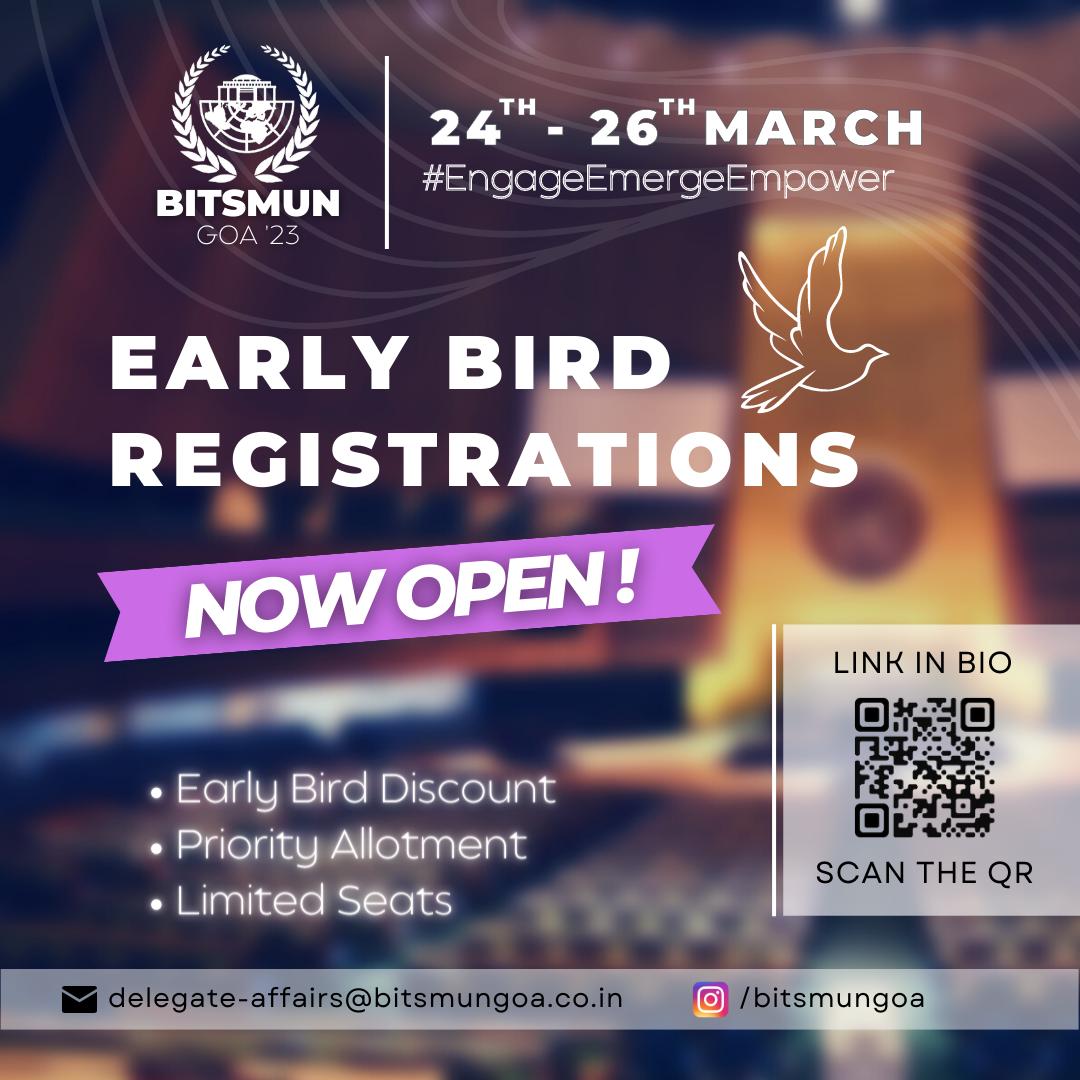 BITSMUN
GOA '23
24TH - 26TH MARCH
#EngageEmergeEmpower
EARLY BIRD
REGISTRATIONS
NOW OPEN !
LINK IN BIO
SCAN THE QR
• Early Bird Discount
• Priority Allotment
• Limited Seats
delegate-affairs@bitsmungoa.co.in
/bitsmungoa